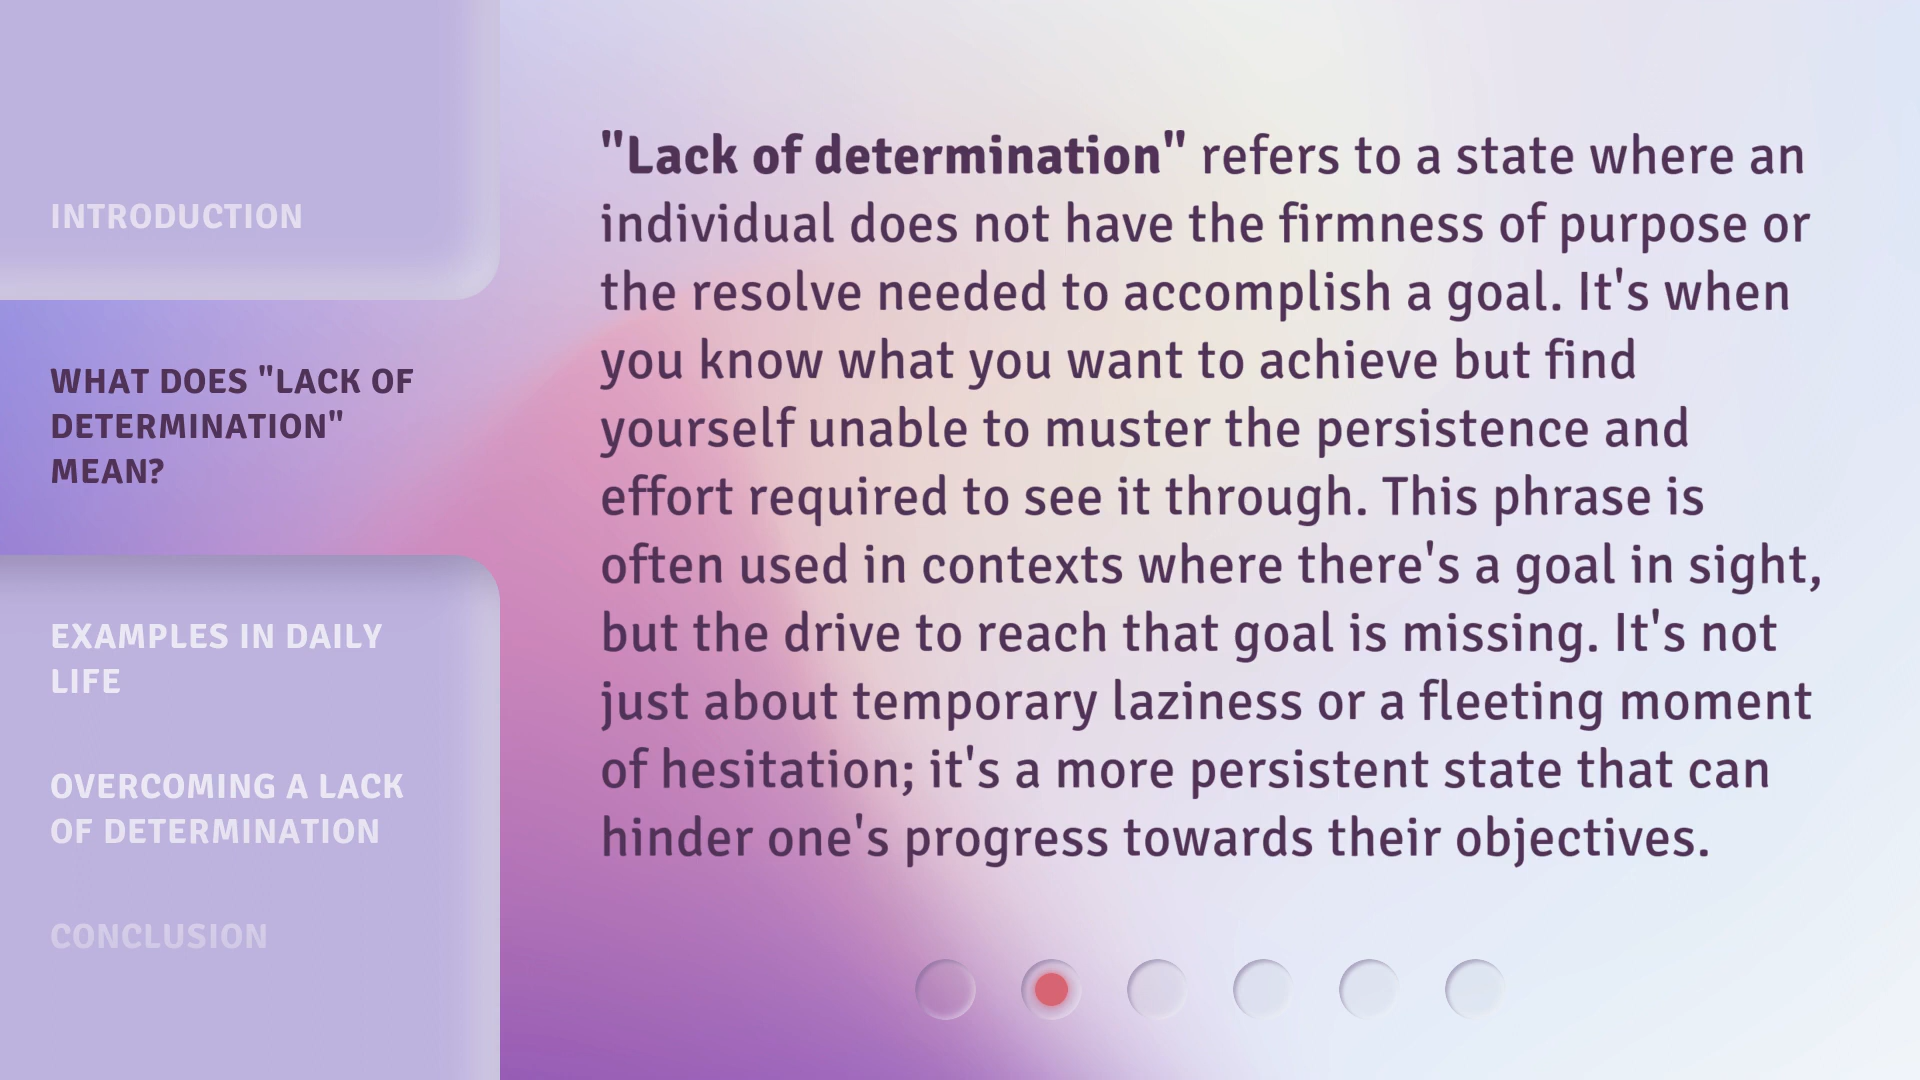 INTRODUCTION
WHAT DOES "LACK OF
DETERMINATION"
MEAN?
EXAMPLES IN DAILY
LIFE
OVERCOMING A LACK
OF DETERMINATION
CONCLUSION
"Lack of determination" refers to a state where an
individual does not have the firmness of purpose or
the resolve needed to accomplish a goal. It's when
you know what you want to achieve but find
yourself unable to muster the persistence and
effort required to see it through. This phrase is
often used in contexts where there's a goal in sight,
but the drive to reach that goal is missing. It's not
just about temporary laziness or a fleeting moment
of hesitation; it's a more persistent state that can
hinder one's progress towards their objectives.